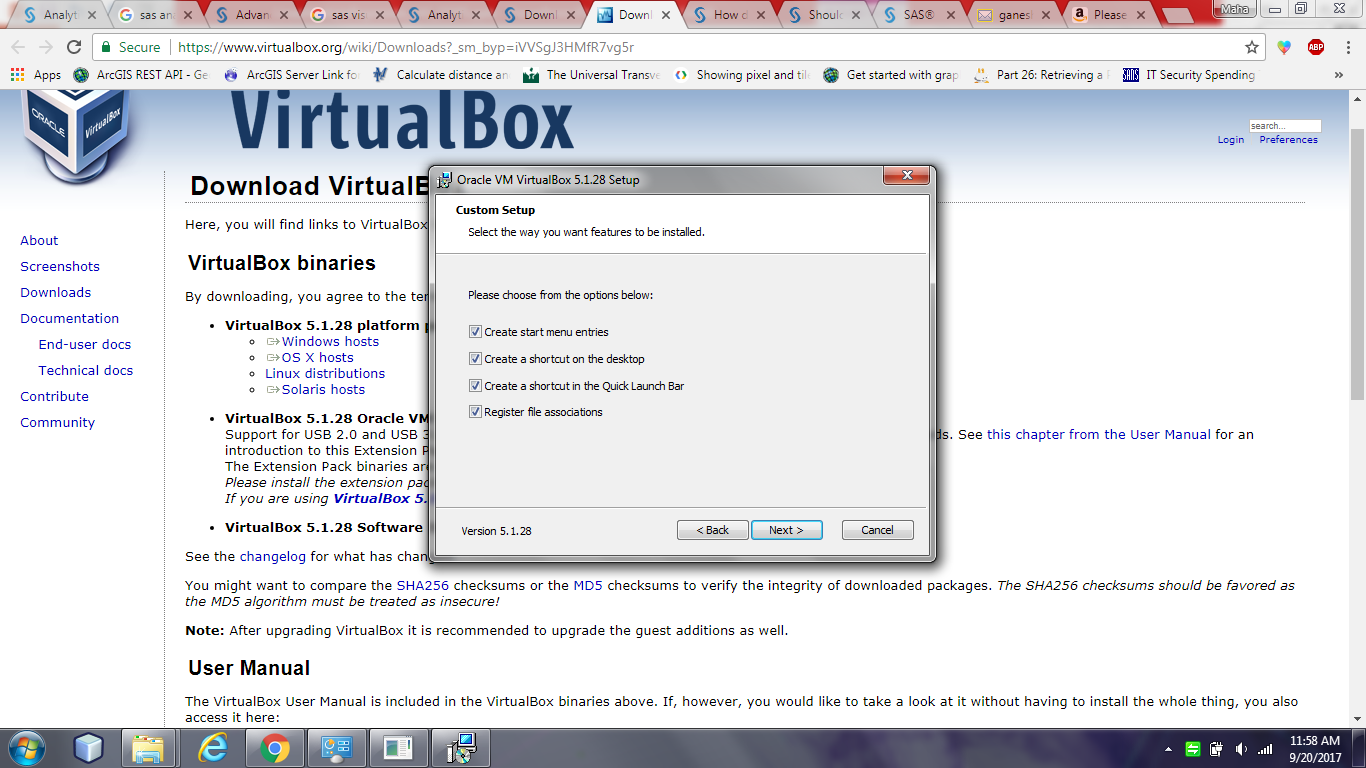 Analyt
sas ana
Advan
sas vis
Analyt
Downl
Downl
How d
Should
SAS®
ganesh
Please
Maha
Secure
https://www.virtualbox.org/wiki/Downloads?_sm_byp=iVVSgJ3HMfR7vg5r
ABP
Apps
ArcGIS REST API - Ge
ArcGIS Server Link for
Calculate distance an
The Universal Transve
Showing pixel and tile
Get started with grap
Part 26: Retrieving a R
SANS
IT Security Spending
»
ORACLE
VirtualBox
VirtualBox
search...
Login Preferences
Download VirtualB
Here, you will find links to VirtualBox
About
Screenshots
Downloads
Documentation
End-user docs
Technical docs
Contribute
Community
VirtualBox binaries
By downloading, you agree to the ter
• VirtualBox 5.1.28 platform p
Windows hosts
OS X hosts
Linux distributions
Solaris hosts
• VirtualBox 5.1.28 Oracle VM
Support for USB 2.0 and USB 3 ds. See this chapter from the User Manual for an
introduction to this Extension P
The Extension Pack binaries are
Please install the extension pac
If you are using VirtualBox 5.
• VirtualBox 5.1.28 Software
See the changelog for what has chan
You might want to compare the SHA256 checksums or the MD5 checksums to verify the integrity of downloaded packages. The SHA256 checksums should be favored as
the MD5 algorithm must be treated as insecure!
Note: After upgrading VirtualBox it is recommended to upgrade the guest additions as well.
User Manual
The VirtualBox User Manual is included in the VirtualBox binaries above. If, however, you would like to take a look at it without having to install the whole thing, you also
access it here:
Oracle VM VirtualBox 5.1.28 Setup
Custom Setup
Select the way you want features to be installed.
Please choose from the options below:
Create start menu entries
Create a shortcut on the desktop
Create a shortcut in the Quick Launch Bar
Register file associations
Version 5.1.28
< Back
Next >
Cancel
11:58 AM
9/20/2017